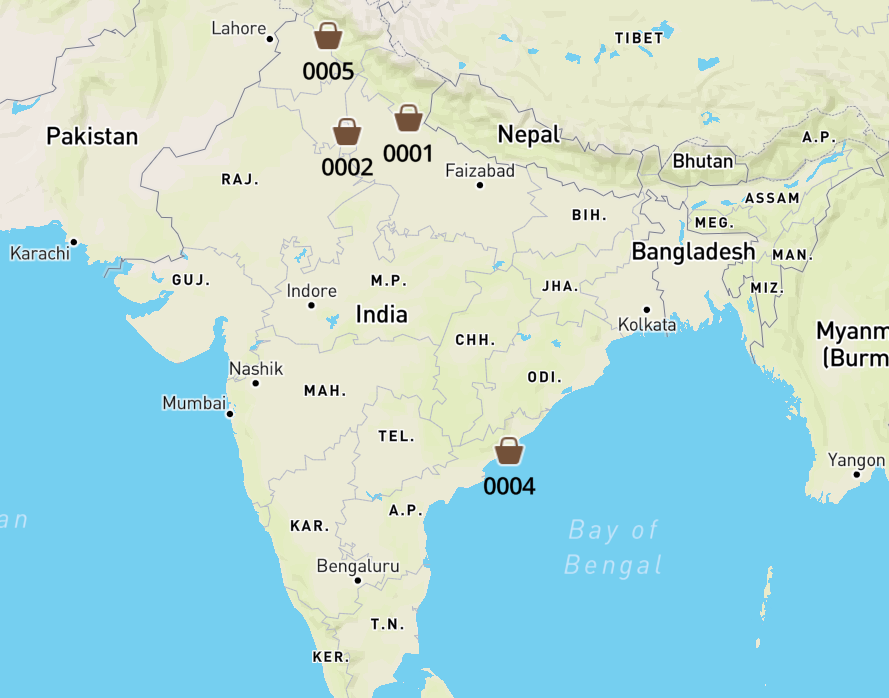 Lahore
TIBET
0005
Pakistan
0001
Nepal
A.P.
0002
Faizabad
Bhutan
RAJ.
ASSAM
BIH.
MEG.
Karachi
Bangladesh
MAN.
GUJ.
M.P.
JHA.
MIZ.
Indore
India
Kolkata
CHH.
Myanm
(Burm
Nashik
MAH.
ODI.
Mumbai
TEL.
Yangon
0004
A.P.
an
KAR.
Bay of
Bengal
Bengaluru
T.N.
KER.